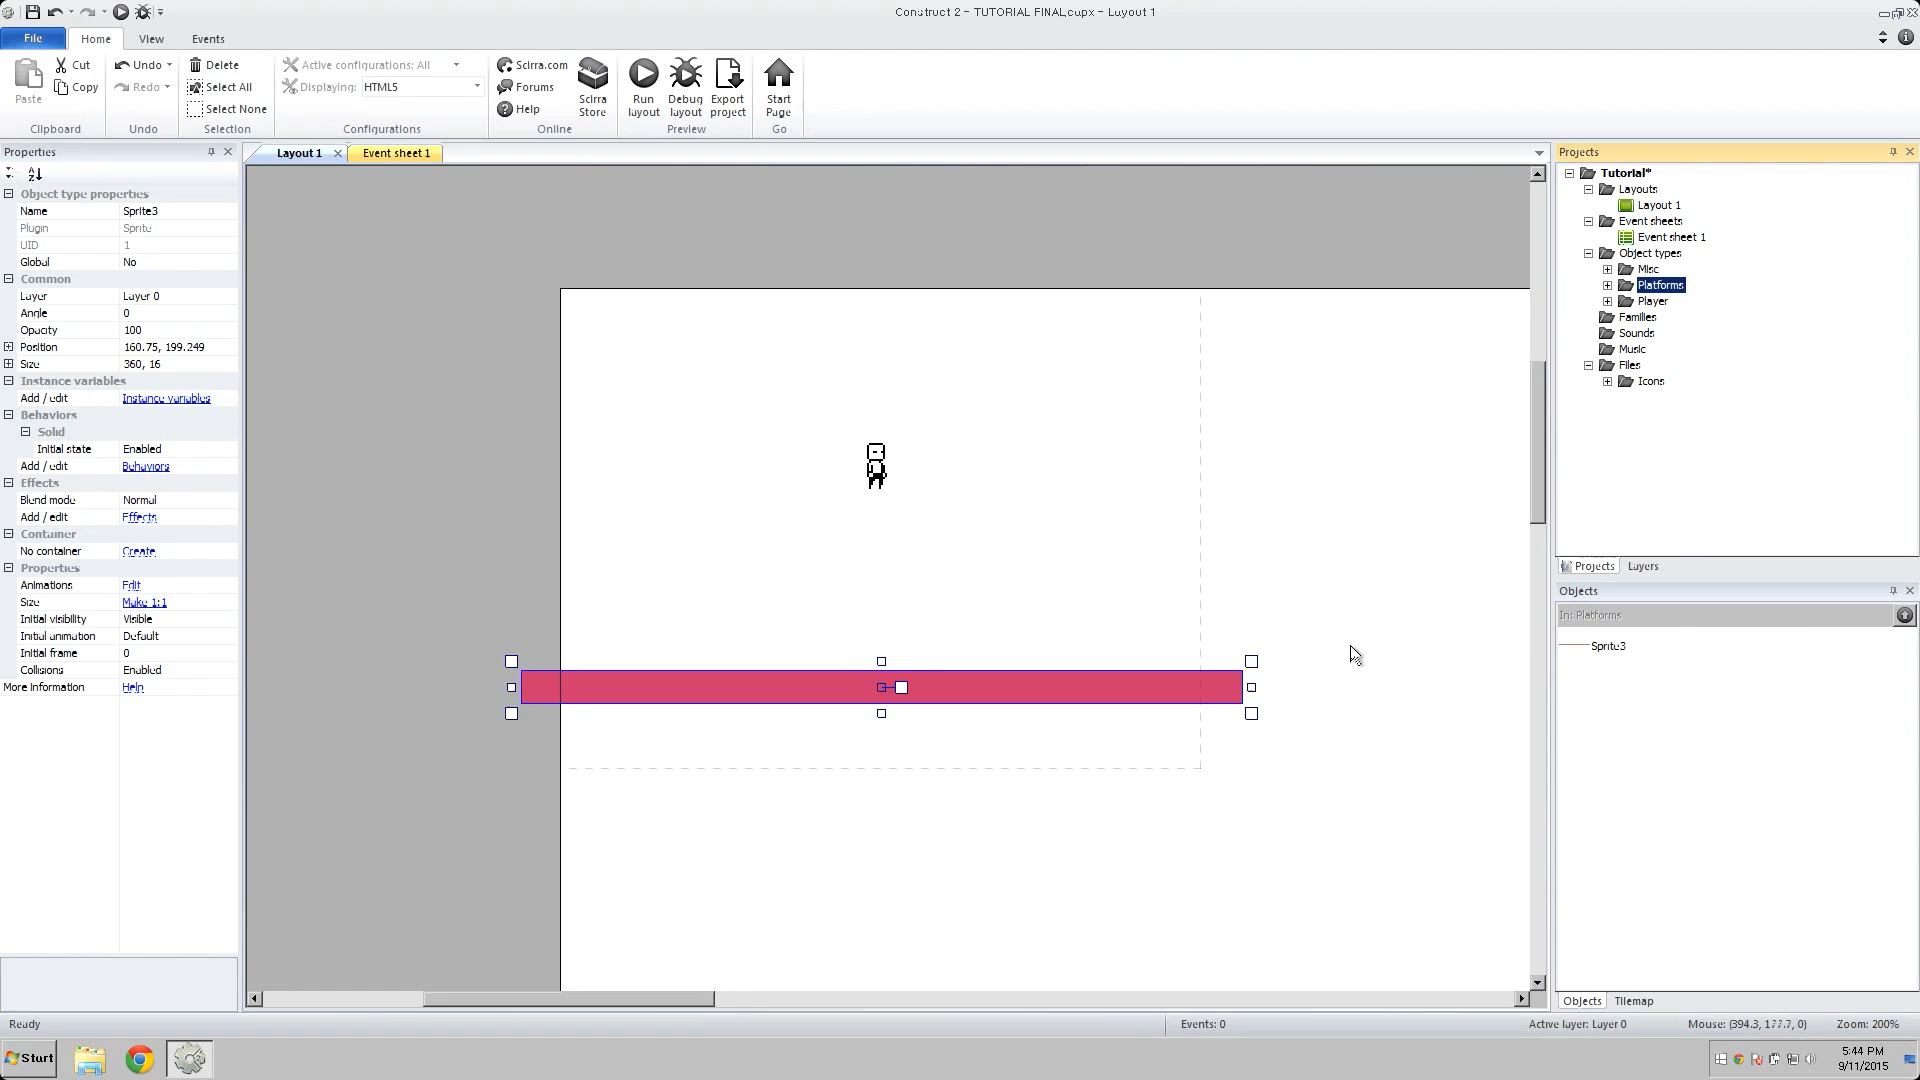 Construct 2 - TUTORIAL FINAL.capx - Layout 1
File Home View Events
Paste Cut Copy Clipboard
Undo Redo Undo
Delete Select All Select None Selection
Active configurations: All
Displaying: HTML5
Configurations
Scirra.com Forums Help Online
Scirra Store
Run layout Debug layout Export project Preview
Start Page Go
Properties
Layout 1 Event sheet 1
Object type properties
Name Sprite3
Plugin Sprite
UID 1
Global No
Common
Layer Layer 0
Angle 0
Opacity 100
Position 160.75, 199.249
Size 360, 16
Instance variables
Add / edit Instance variables
Behaviors
Solid
Initial state Enabled
Add / edit Behaviors
Effects
Blend mode Normal
Add / edit Effects
Container
No container Create
Properties
Animations Edit
Size Make 1:1
Initial visibility Visible
Initial animation Default
Initial frame 0
Collisions Enabled
More information Help
Projects
Tutorial*
Layouts
Layout 1
Event sheets
Event sheet 1
Object types
Misc
Platforms
Player
Families
Sounds
Music
Files
Icons
Projects Layers
Objects
In: Platforms
Sprite3
Objects Tilemap
Ready Events: 0 Active layer: Layer 0 Mouse: (394.3, 177.7, 0) Zoom: 200%
Start
5:44 PM
9/11/2015